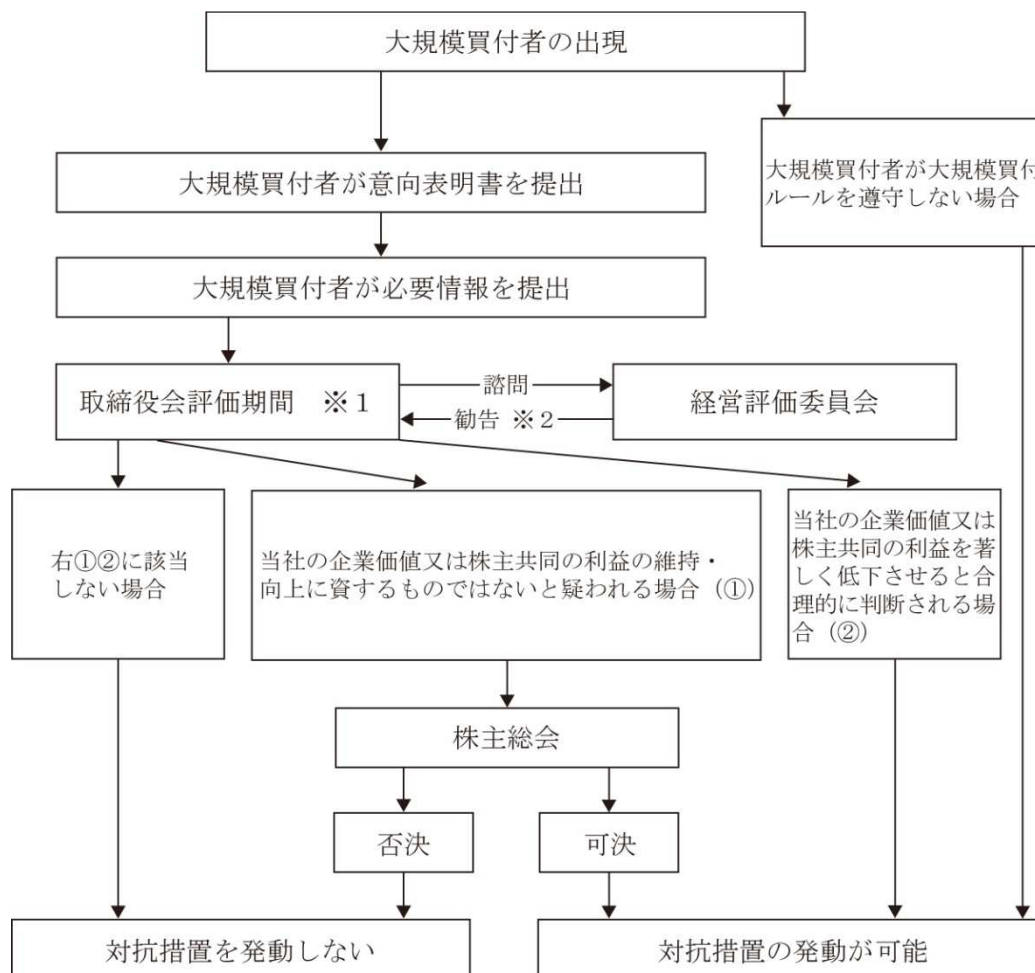 大規模買付者の出現
大規模買付者が大規模買付
ルールを遵守しない場合
大規模買付者が意向表明書を提出
大規模買付者が必要情報を提出
取締役会評価期間　※１
諮問
勧告 ※２
経営評価委員会
右①②に該当
しない場合
当社の企業価値又は株主共同の利益の維持・
向上に資するものではないと疑われる場合（①）
当社の企業価値又は
株主共同の利益を著
しく低下させると合
理的に判断される場
合（②）
株主総会
否決
可決
対抗措置を発動しない
対抗措置の発動が可能